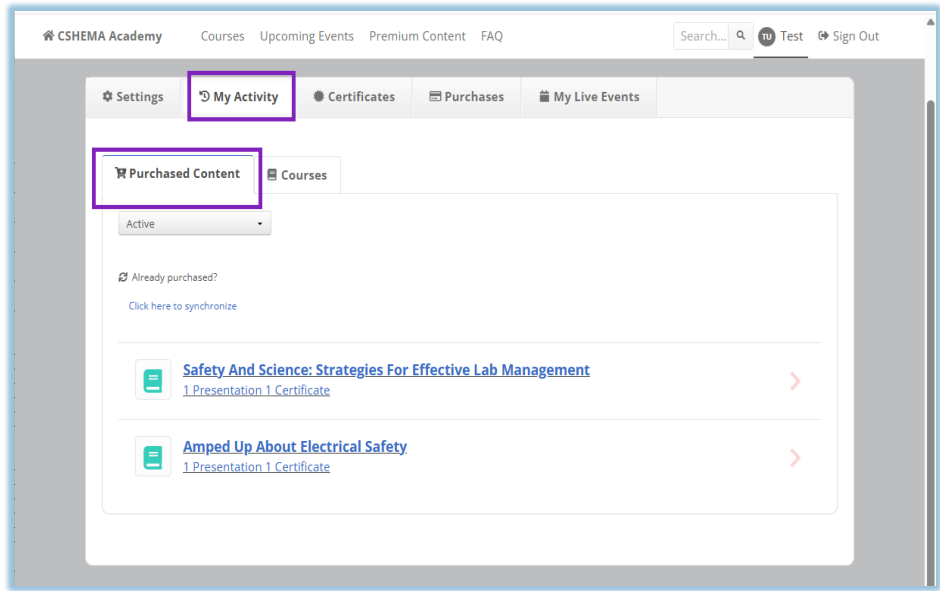 CSHEMA Academy Courses Upcoming Events Premium Content FAQ Search... TU Test Sign Out
Settings My Activity Certificates Purchases My Live Events
Purchased Content Courses
Active
Already purchased?
Click here to synchronize
Safety And Science: Strategies For Effective Lab Management
1 Presentation 1 Certificate
Amped Up About Electrical Safety
1 Presentation 1 Certificate